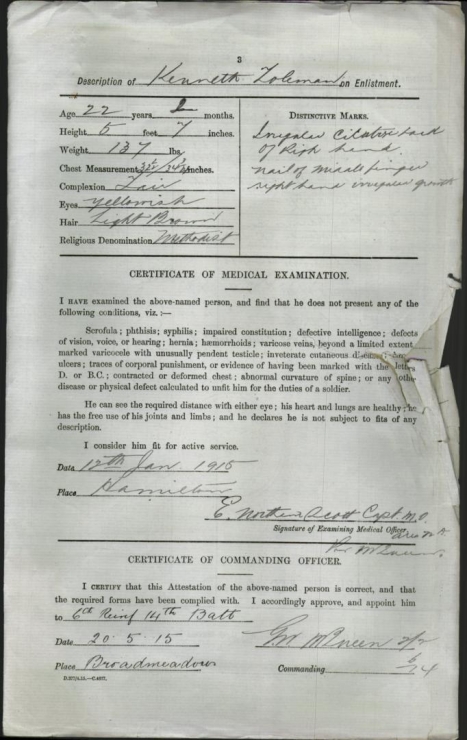 3
Description of Kenneth Zoleman on Enlistment.
Age 22 years months.
Height 5 feet 7 inches.
Weight 137 lbs.
Chest Measurement inches.
Complexion Fair
Eyes yellowish
Hair Light Brown
Religious Denomination Methodist
DISTINCTIVE MARKS.
Irregular back
of Righ hand.
nail of middle finger
right hand irregular growth
CERTIFICATE OF MEDICAL EXAMINATION.
I HAVE examined the above-named person, and find that he does not present any of the
following conditions, viz. :—
Scrofula; phthisis; syphilis; impaired constitution; defective intelligence; defects
of vision, voice, or hearing; hernia; hæmorrhoids; varicose veins, beyond a limited extent
marked varicocele with unusually pendent testicle; inveterate cutaneous
ulcers; traces of corporal punishment, or evidence of having been marked with the letters
D. or B.C.; contracted or deformed chest; abnormal curvature of spine; or any
disease or physical defect calculated to unfit him for the duties of a soldier.
He can see the required distance with either eye; his heart and lungs are healthy; he
has the free use of his joints and limbs; and he declares he is not subject to fits of any
description.
I consider him fit for active service.
Date 12th Jan 1915
Place Hamilton
E. Scott Capt. M.O.
Signature of Examining Medical Officer.
CERTIFICATE OF COMMANDING OFFICER.
I CERTIFY that this Attestation of the above-named person is correct, and that
the required forms have been complied with. I accordingly approve, and appoint him
to 6th Reinf 14th Batt
Date 20.5.15
Place Broadmeadows
Commanding